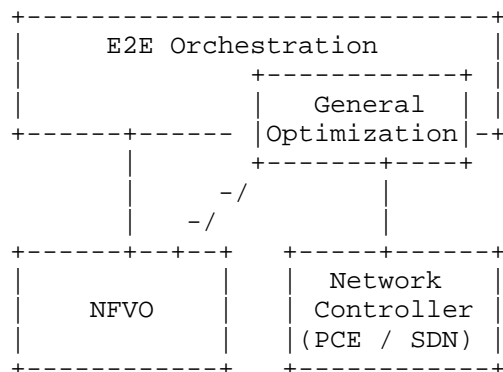 E2E Orchestration
General
Optimization
NFVO
Network
Controller
(PCE / SDN)